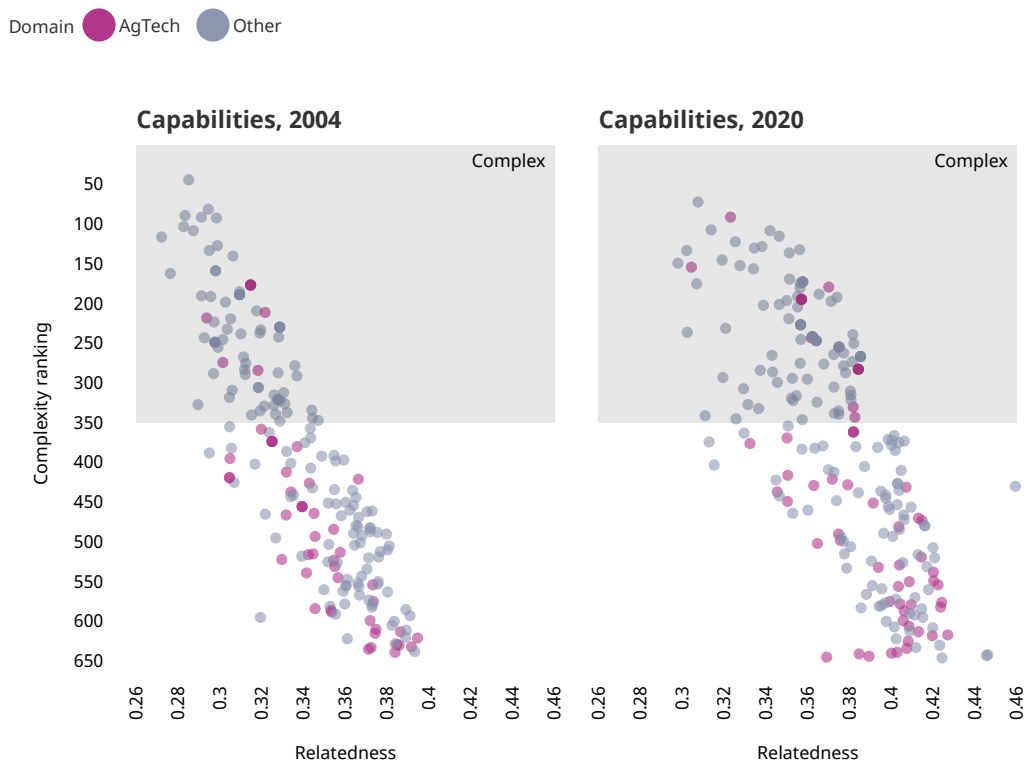 Domain AgTech Other
Capabilities, 2004
Capabilities, 2020
Complex
Complex
Complexity ranking
50
100
150
200
250
300
350
400
450
500
550
600
650
0.26 0.28 0.3 0.32 0.34 0.36 0.38 0.4 0.42 0.44 0.46
0.26 0.28 0.3 0.32 0.34 0.36 0.38 0.4 0.42 0.44 0.46
Relatedness
Relatedness